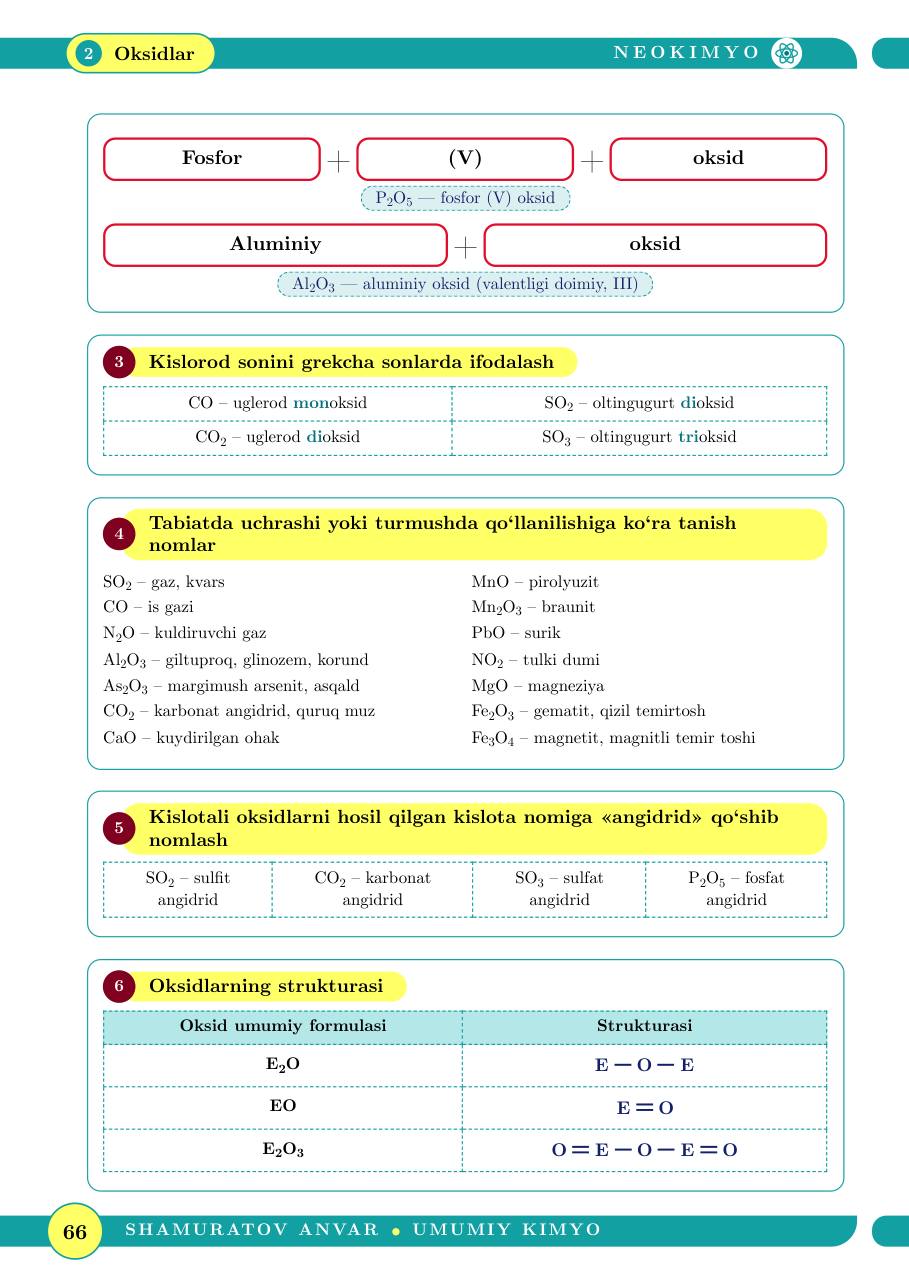 2 Oksidlar
NEOKIMYO
Fosfor + (V) + oksid
P₂O₅ — fosfor (V) oksid
Aluminiy + oksid
Al₂O₃ — aluminiy oksid (valentligi doimiy, III)
3 Kislorod sonini grekcha sonlarda ifodalash
CO – uglerod monoksid
SO₂ – oltingugurt dioksid
CO₂ – uglerod dioksid
SO₃ – oltingugurt trioksid
4 Tabiatda uchrashi yoki turmushda qo‘llanilishiga ko‘ra tanish
nomlar
SO₂ – gaz, kvars
CO – is gazi
N₂O – kuldiruvchi gaz
Al₂O₃ – giltuproq, glinozem, korund
As₂O₃ – margimush arsenit, asqald
CO₂ – karbonat angidrid, quruq muz
CaO – kuydirilgan ohak
MnO – pirolyuzit
Mn₂O₃ – braunit
PbO – surik
NO₂ – tulki dumi
MgO – magneziya
Fe₂O₃ – gematit, qizil temirtosh
Fe₃O₄ – magnetit, magnitli temir toshi
5 Kislotali oksidlarni hosil qilgan kislota nomiga «angidrid» qo‘shib
nomlash
SO₂ – sulfit
angidrid
CO₂ – karbonat
angidrid
SO₃ – sulfat
angidrid
P₂O₅ – fosfat
angidrid
6 Oksidlarning strukturasi
Oksid umumiy formulasi
Strukturasi
E₂O
E — O — E
EO
E = O
E₂O₃
O = E — O — E = O
66 SHAMURATOV ANVAR • UMUMIY KIMYO